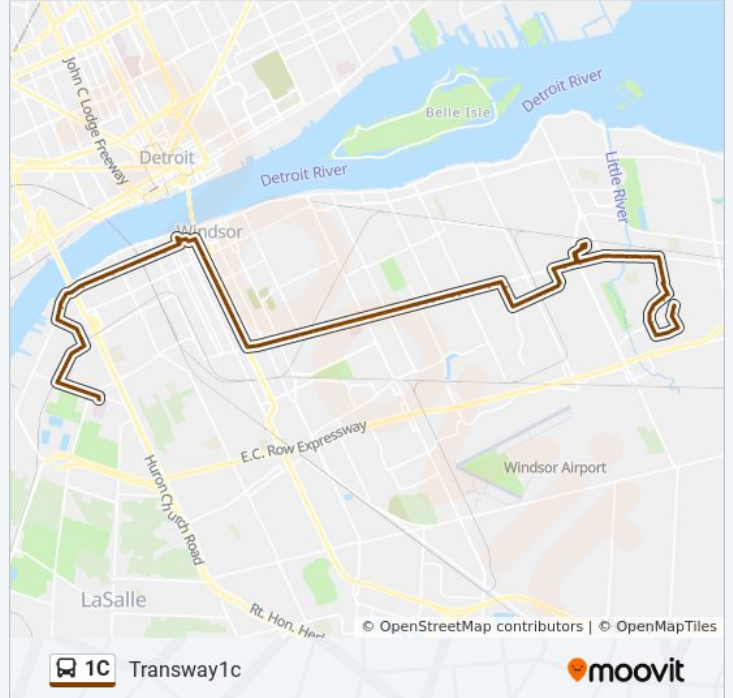 John C Lodge Freeway
Detroit
Belle Isle
Detroit River
Detroit River
Little River
Windsor
E.C. Row Expressway
Windsor Airport
Huron Church Road
LaSalle
Rt. Hon. Her
© OpenStreetMap contributors | © OpenMapTiles
1C Transway1c
moovit